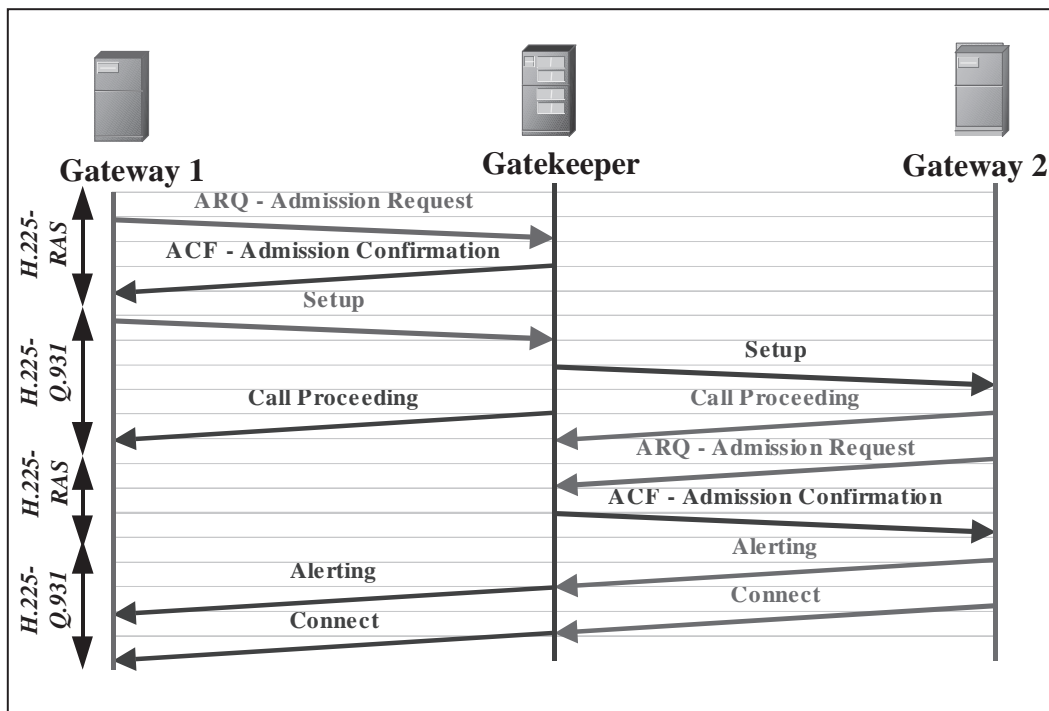 Gateway 1
Gatekeeper
Gateway 2
H.225-
RAS
ARQ - Admission Request
ACF - Admission Confirmation
H.225-
Q.931
Setup
Setup
Call Proceeding
Call Proceeding
H.225-
RAS
ARQ - Admission Request
ACF - Admission Confirmation
H.225-
Q.931
Alerting
Alerting
Connect
Connect